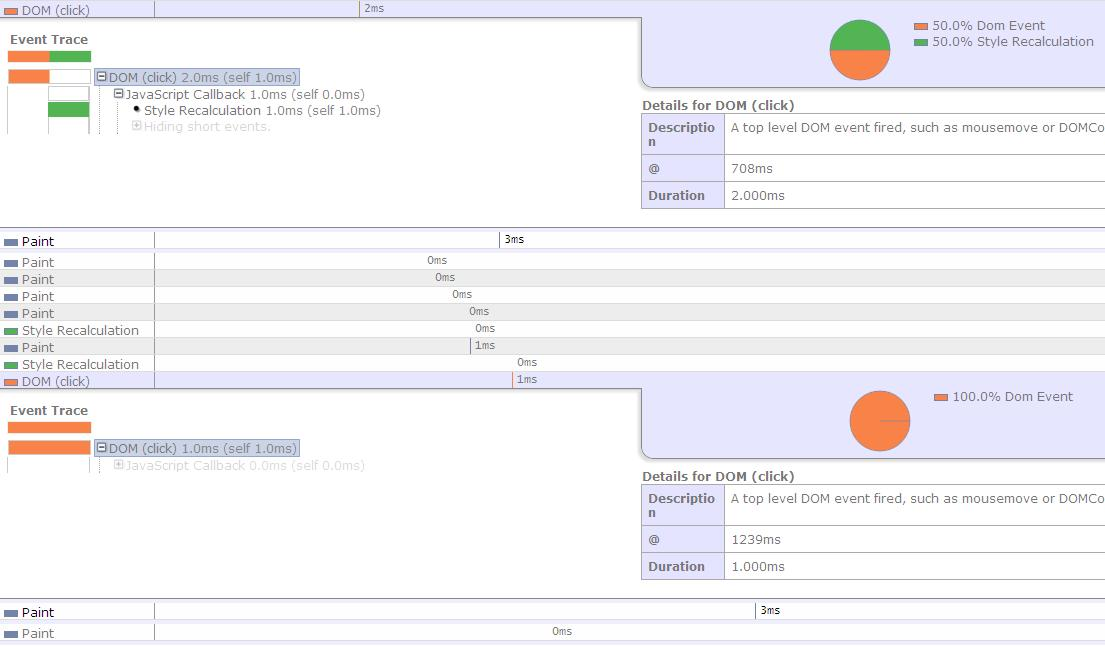 DOM (click) 2ms
50.0% Dom Event
50.0% Style Recalculation
Event Trace
DOM (click) 2.0ms (self 1.0ms)
JavaScript Callback 1.0ms (self 0.0ms)
Style Recalculation 1.0ms (self 1.0ms)
Hiding short events.
Details for DOM (click)
Descriptio
n
A top level DOM event fired, such as mousemove or DOMCo
@ 708ms
Duration 2.000ms
Paint 3ms
Paint 0ms
Paint 0ms
Paint 0ms
Paint 0ms
Style Recalculation 0ms
Paint 1ms
Style Recalculation 0ms
DOM (click) 1ms
100.0% Dom Event
Event Trace
DOM (click) 1.0ms (self 1.0ms)
JavaScript Callback 0.0ms (self 0.0ms)
Details for DOM (click)
Descriptio
n
A top level DOM event fired, such as mousemove or DOMCo
@ 1239ms
Duration 1.000ms
Paint 3ms
Paint 0ms